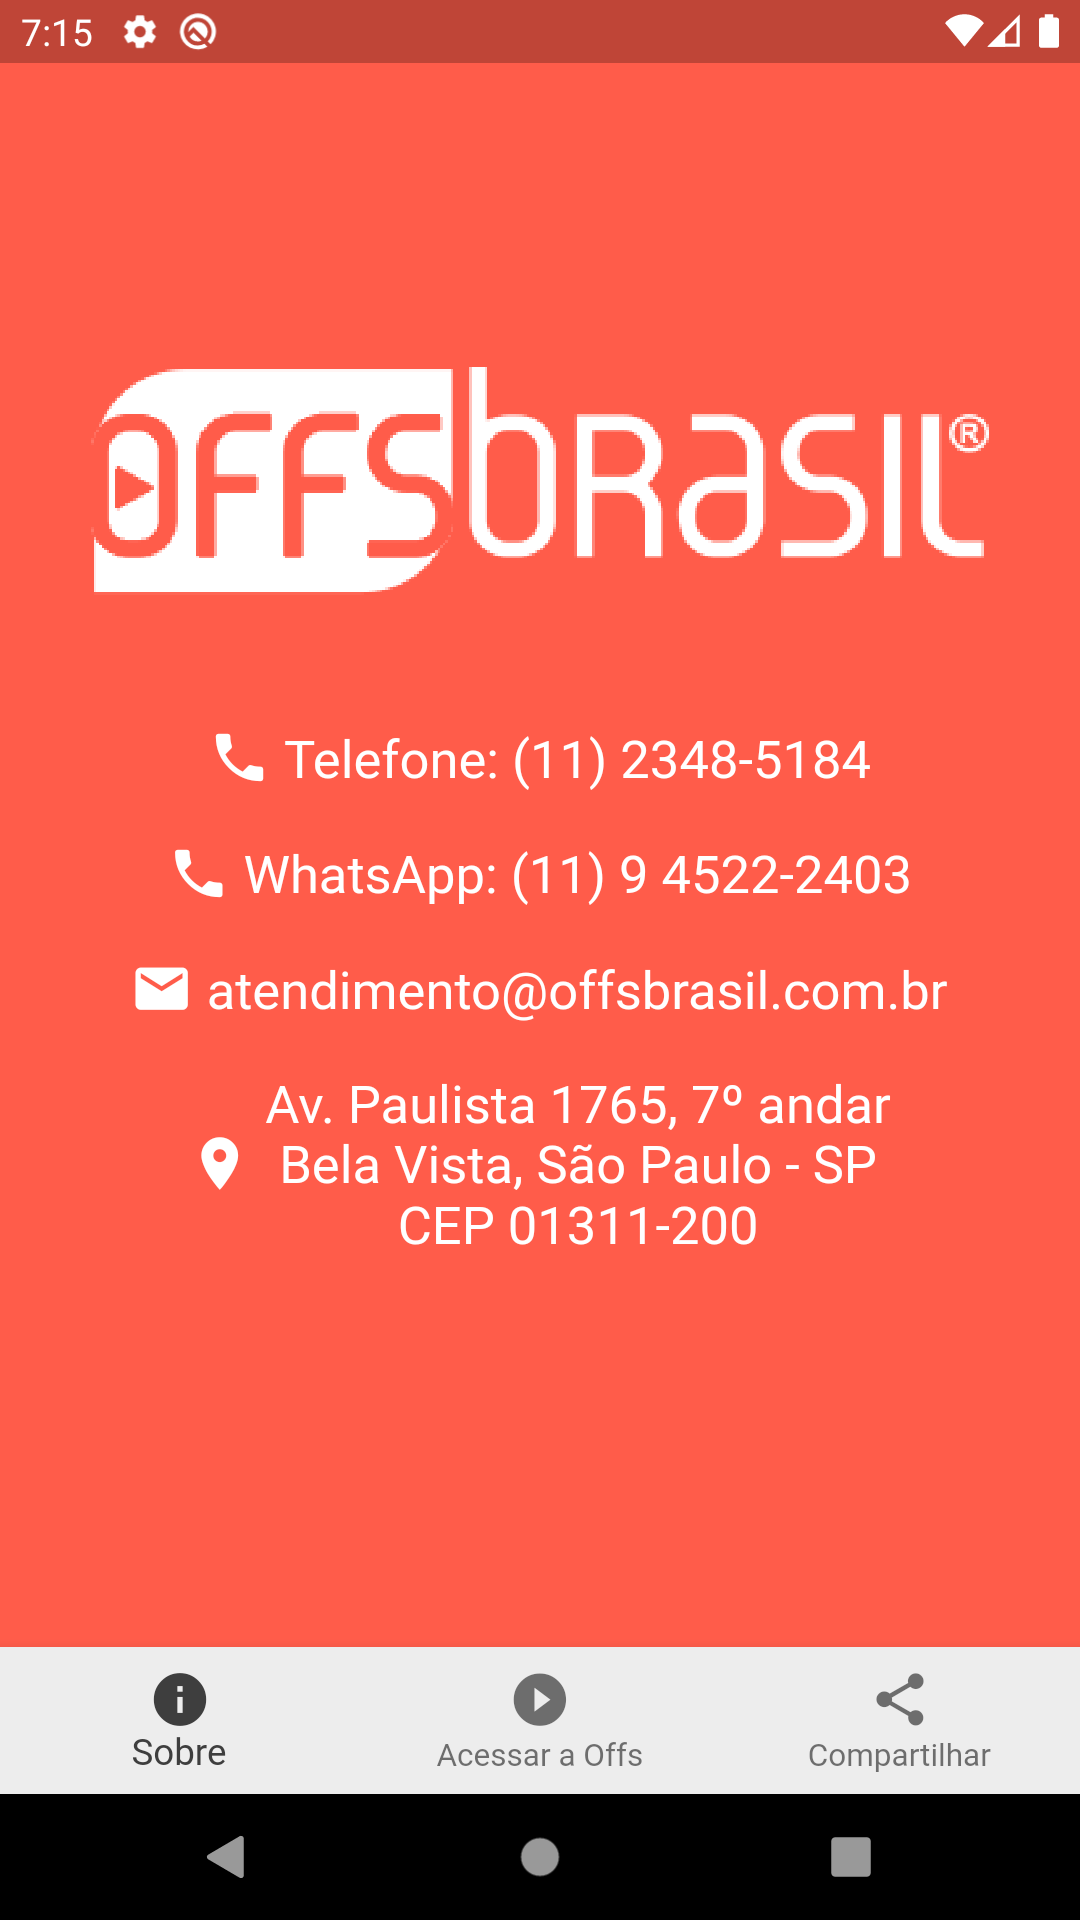 7:15
OFFSBRASIL®
Telefone: (11) 2348-5184
WhatsApp: (11) 9 4522-2403
atendimento@offsbrasil.com.br
Av. Paulista 1765, 7º andar
Bela Vista, São Paulo - SP
CEP 01311-200
Sobre
Acessar a Offs
Compartilhar